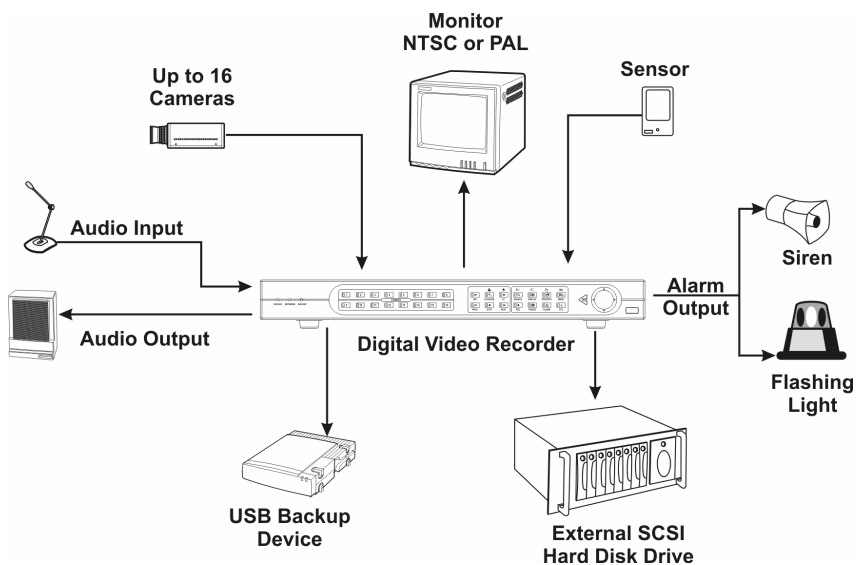 Monitor
NTSC or PAL
Up to 16
Cameras
Sensor
Audio Input
Siren
Alarm
Output
Audio Output
Digital Video Recorder
Flashing
Light
USB Backup
Device
External SCSI
Hard Disk Drive